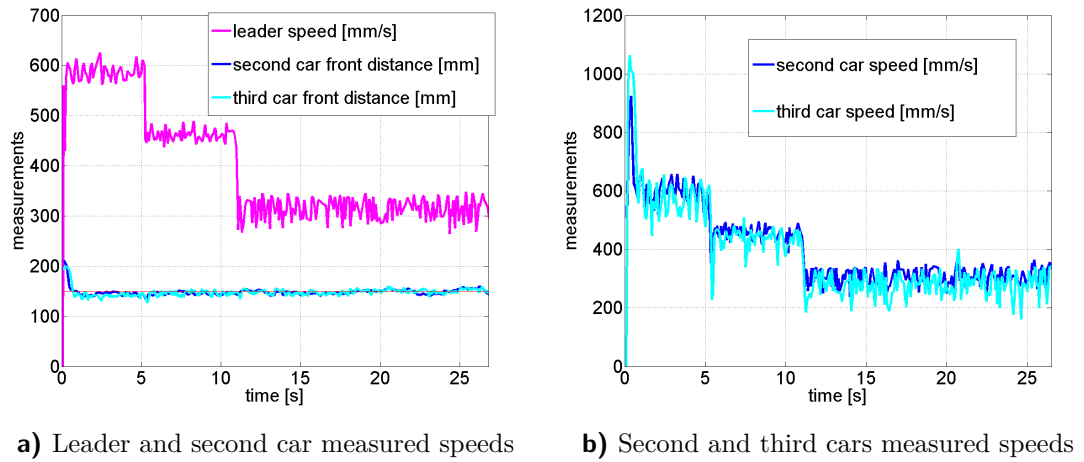 700
600
500
400
300
200
100
0
measurements
leader speed [mm/s]
second car front distance [mm]
third car front distance [mm]
0 5 10 15 20 25
time [s]
a) Leader and second car measured speeds
1200
1000
800
600
400
200
0
measurements
second car speed [mm/s]
third car speed [mm/s]
0 5 10 15 20 25
time [s]
b) Second and third cars measured speeds